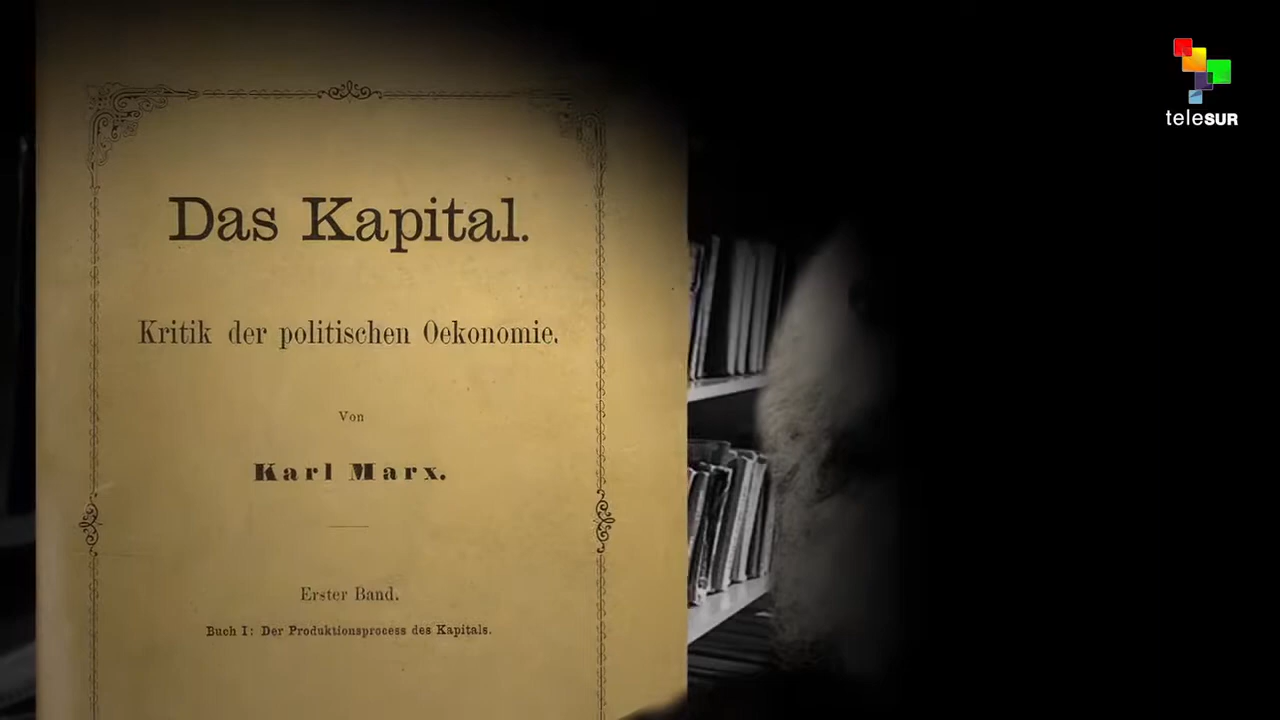 Das Kapital.
Kritik der politischen Oekonomie.
Von
Karl Marx.
Erster Band.
Buch I: Der Produktionsprocess des Kapitals.
teleSUR